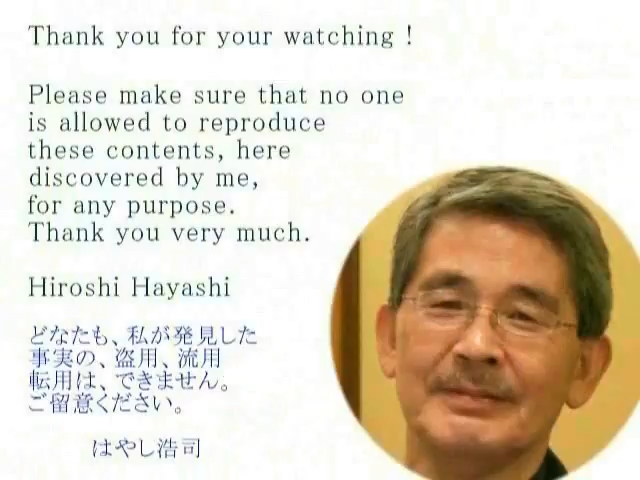 Thank you for your watching !
Please make sure that no one
is allowed to reproduce
these contents, here
discovered by me,
for any purpose.
Thank you very much.
Hiroshi Hayashi
どなたも、私が発見した
事実の、盗用、流用
転用は、できません。
ご留意ください。
はやし浩司